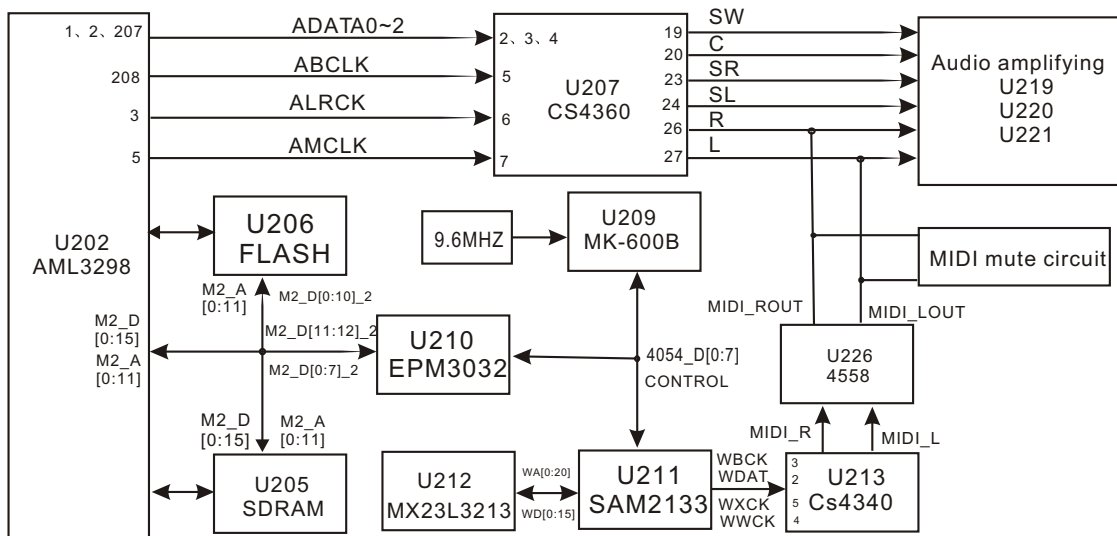 1、2、207
ADATA0~2
2、3、4
208
ABCLK
5
3
ALRCK
6
5
AMCLK
7
U207
CS4360
19
SW
20
C
23
SR
24
SL
26
R
27
L
Audio amplifying
U219
U220
U221
U202
AML3298
U206
FLASH
9.6MHZ
U209
MK-600B
MIDI mute circuit
M2_A
[0:11]
M2_D[0:10]_2
MIDI_ROUT
MIDI_LOUT
M2_D
[0:15]
M2_A
[0:11]
M2_D[11:12]_2
M2_D[0:7]_2
U210
EPM3032
4054_D[0:7]
CONTROL
U226
4558
M2_D
[0:15]
M2_A
[0:11]
MIDI_R
MIDI_L
U205
SDRAM
U212
MX23L3213
WA[0:20]
WD[0:15]
U211
SAM2133
WBCK
WDAT
WXCK
WWCK
3
2
5
4
U213
Cs4340